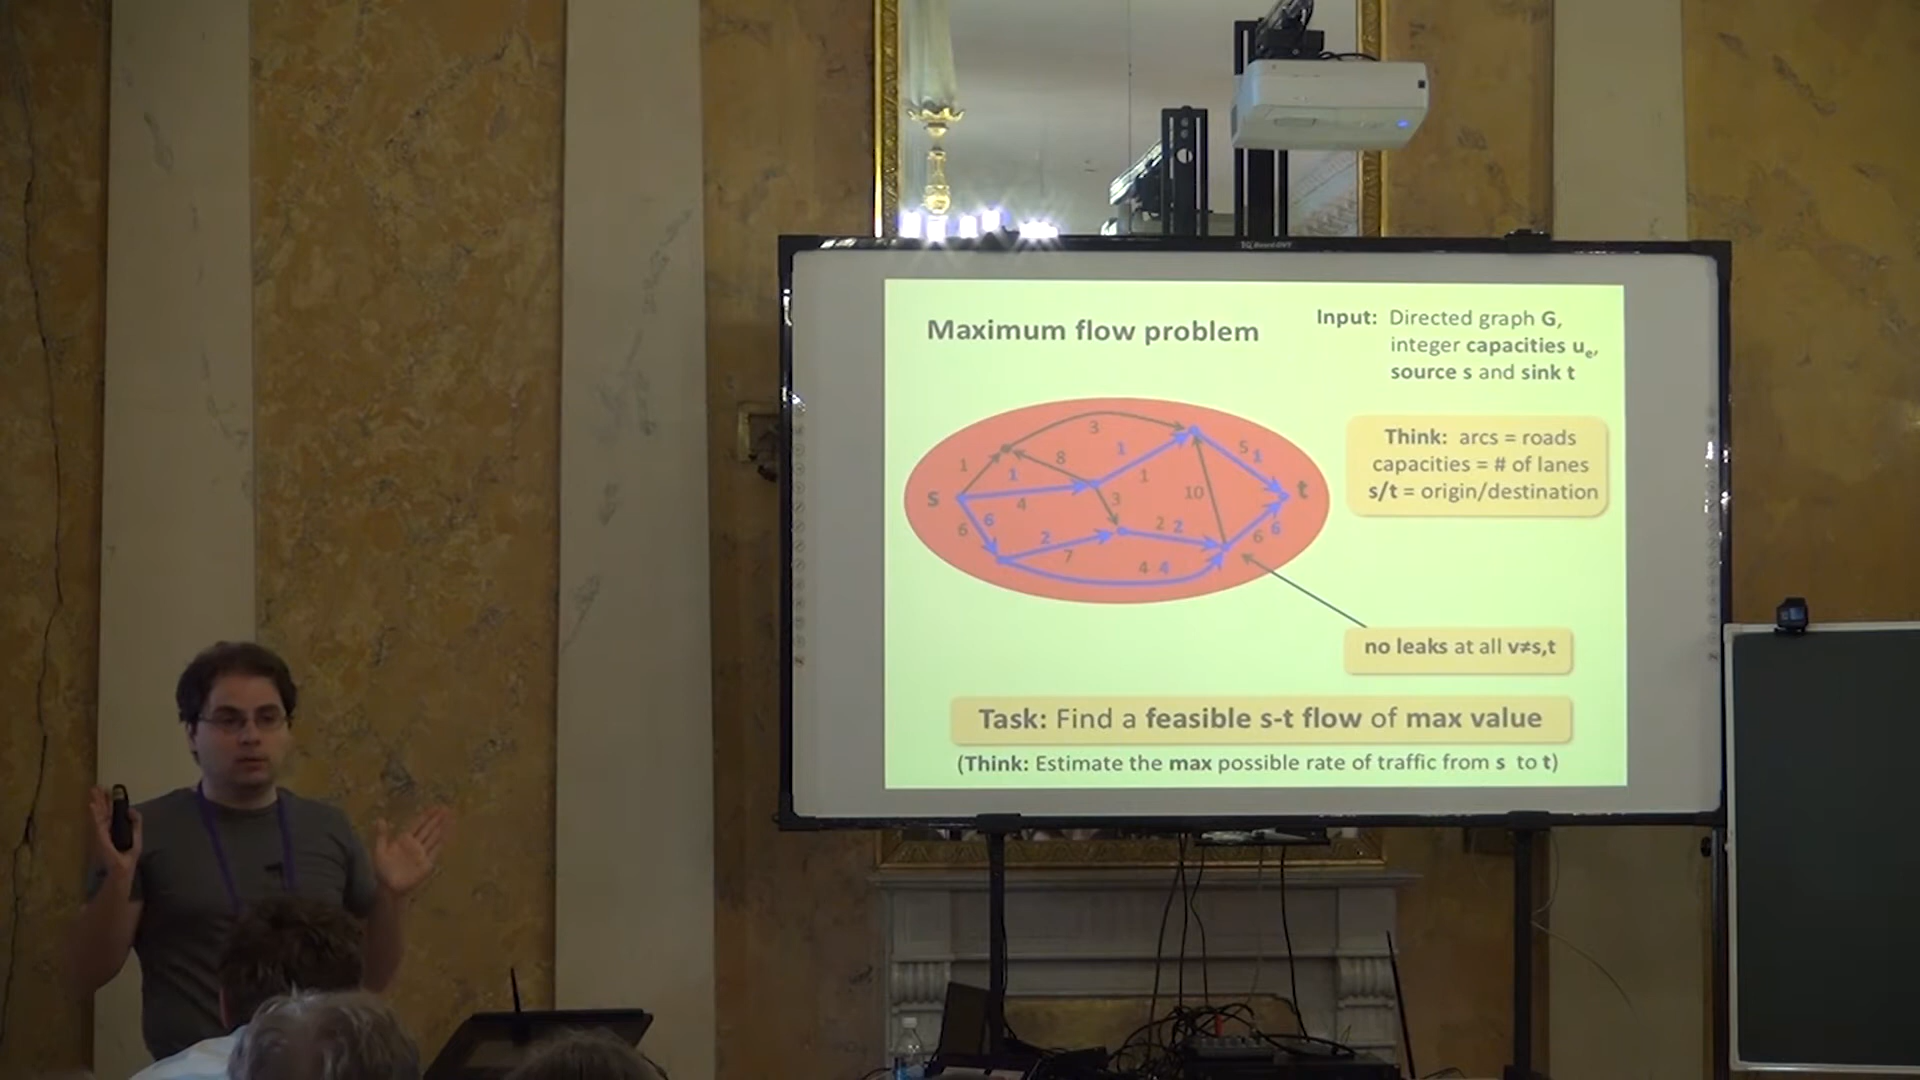 Maximum flow problem
Input: Directed graph G,
integer capacities uₑ,
source s and sink t
3
1
8
1
1
4
1
5 1
s
t
3
10
6
6
2
7
2 2
6 6
4 4
Think: arcs = roads
capacities = # of lanes
s/t = origin/destination
no leaks at all v≠s,t
Task: Find a feasible s-t flow of max value
(Think: Estimate the max possible rate of traffic from s to t)